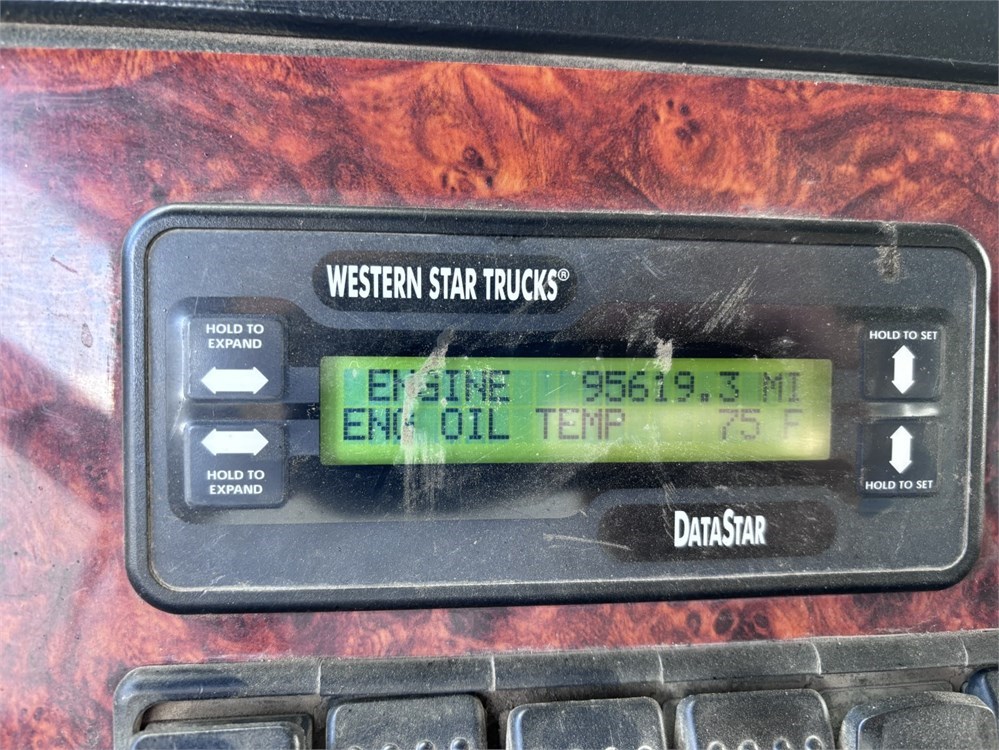 WESTERN STAR TRUCKS®
HOLD TO
EXPAND
HOLD TO SET
ENGINE 95619.3 MI
ENG OIL TEMP 75 F
HOLD TO
EXPAND
HOLD TO SET
DATASTAR